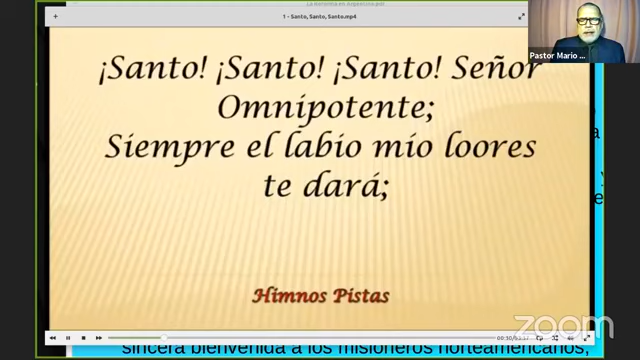 1 - Santo, Santo, Santo.mp4
Pastor Mario ...
¡Santo! ¡Santo! ¡Santo! Señor
Omnipotente;
Siempre el labio mío loores
te dará;
Himnos Pistas
zoom
sincera bienvenida a los misioneros norteamericanos,